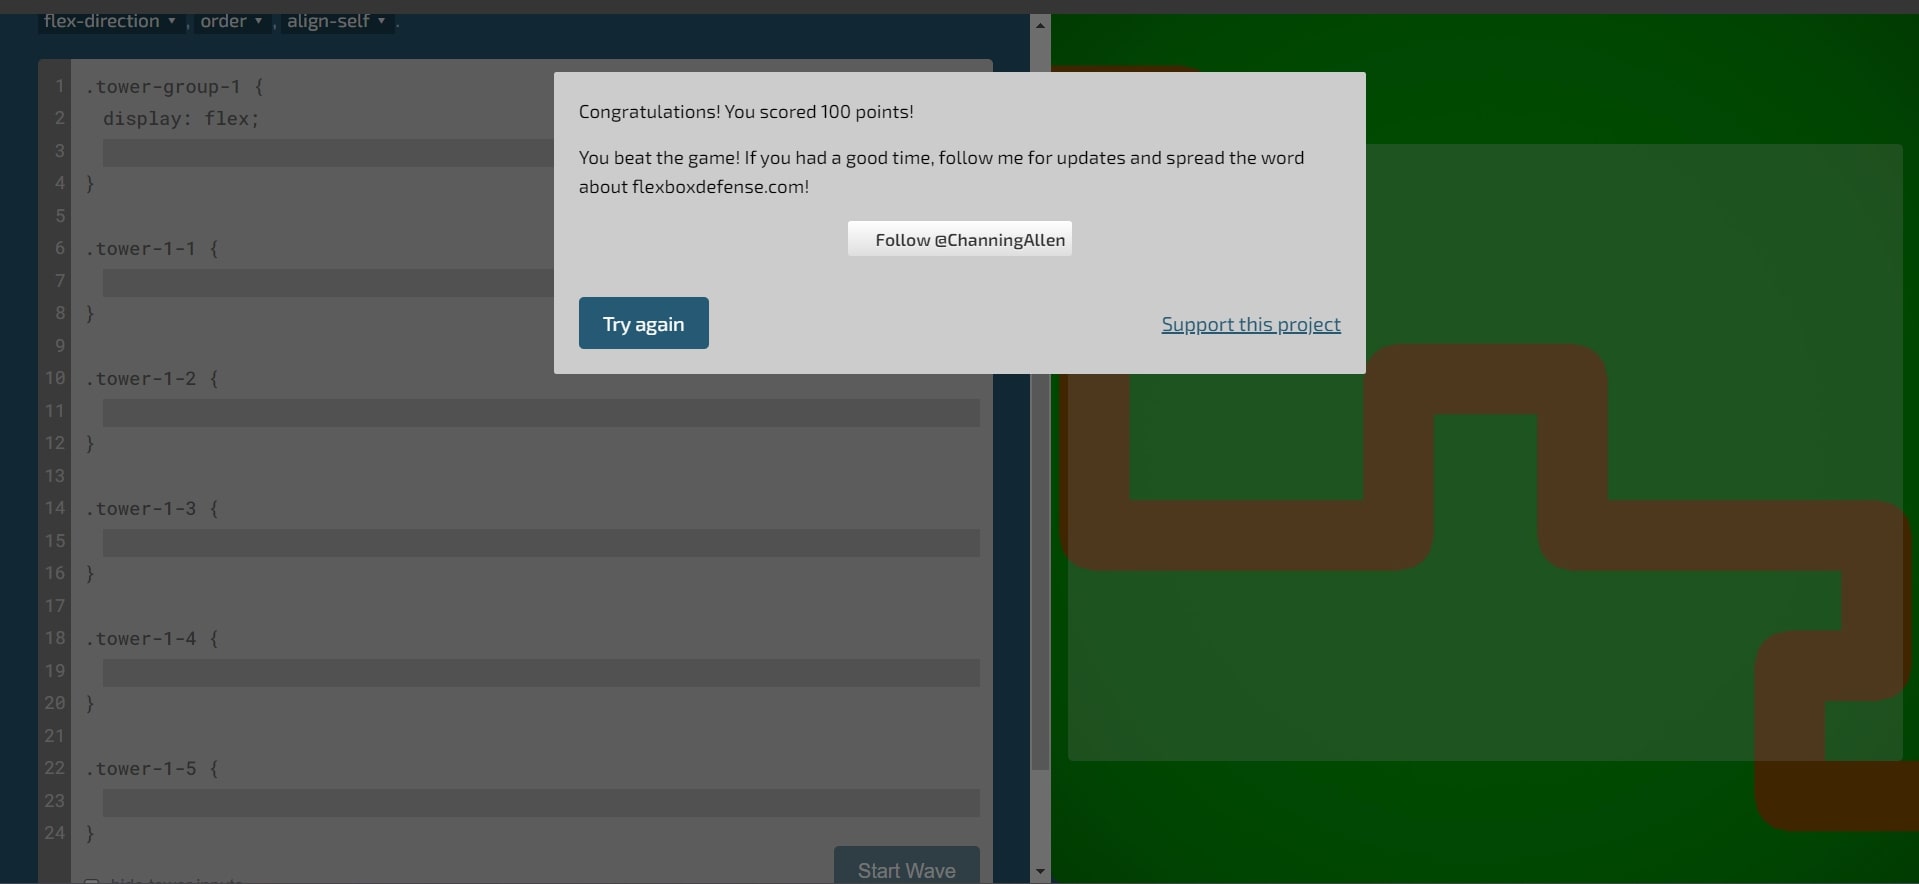 flex-direction ▾ , order ▾ , align-self ▾ .
1 .tower-group-1 {
2 display: flex;
3
4 }
5
6 .tower-1-1 {
7
8 }
9
10 .tower-1-2 {
11
12 }
13
14 .tower-1-3 {
15
16 }
17
18 .tower-1-4 {
19
20 }
21
22 .tower-1-5 {
23
24 }
hide tower inputs
Start Wave
Congratulations! You scored 100 points!
You beat the game! If you had a good time, follow me for updates and spread the word
about flexboxdefense.com!
Follow @ChanningAllen
Try again
Support this project